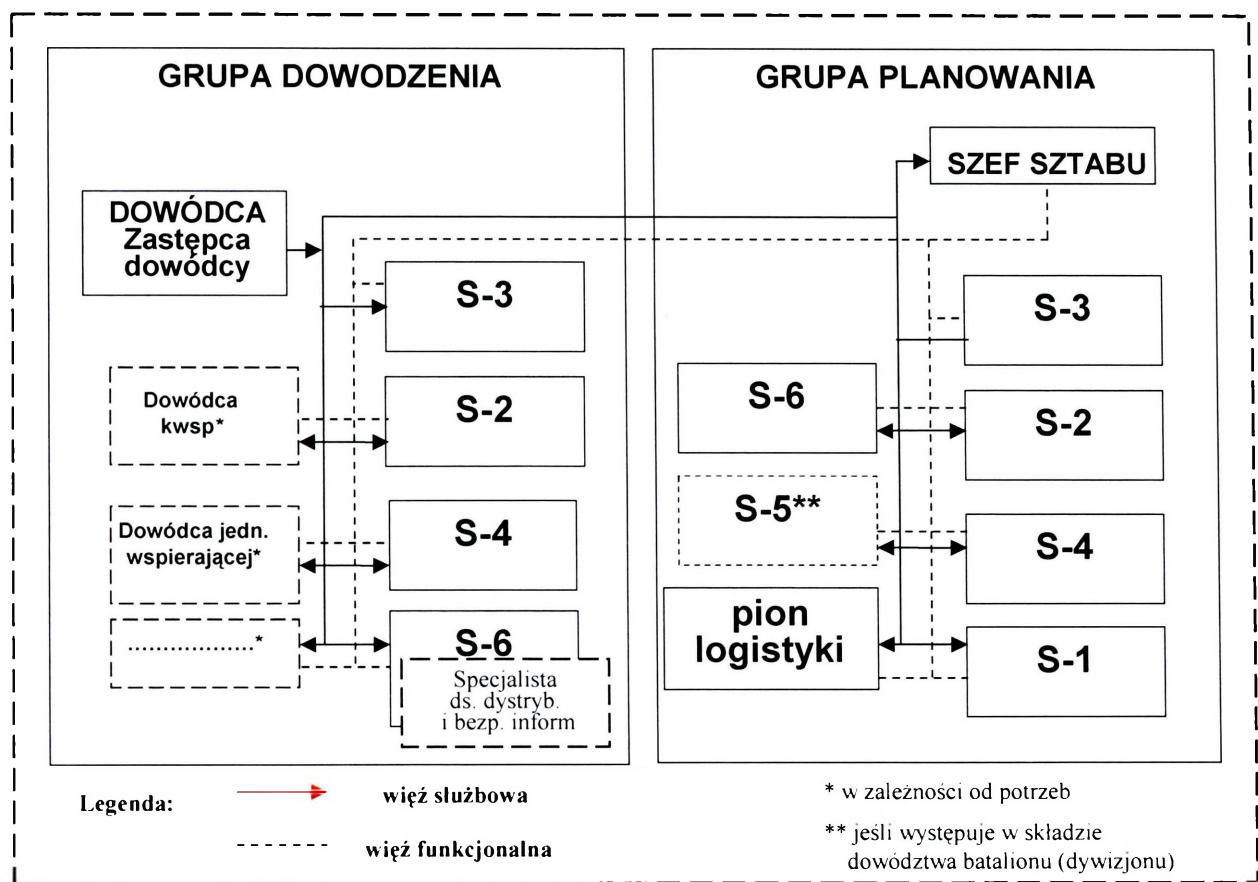 GRUPA DOWODZENIA
DOWÓDCA
Zastępca
dowódcy
S-3
Dowódca
kwsp*
S-2
Dowódca jedn.
wspierającej*
S-4
...................*
S-6
Specjalista
ds. dystryb.
i bezp. inform
GRUPA PLANOWANIA
SZEF SZTABU
S-3
S-6
S-2
S-5**
S-4
pion
logistyki
S-1
Legenda:
więź służbowa
więź funkcjonalna
* w zależności od potrzeb
** jeśli występuje w składzie
dowództwa batalionu (dywizjonu)